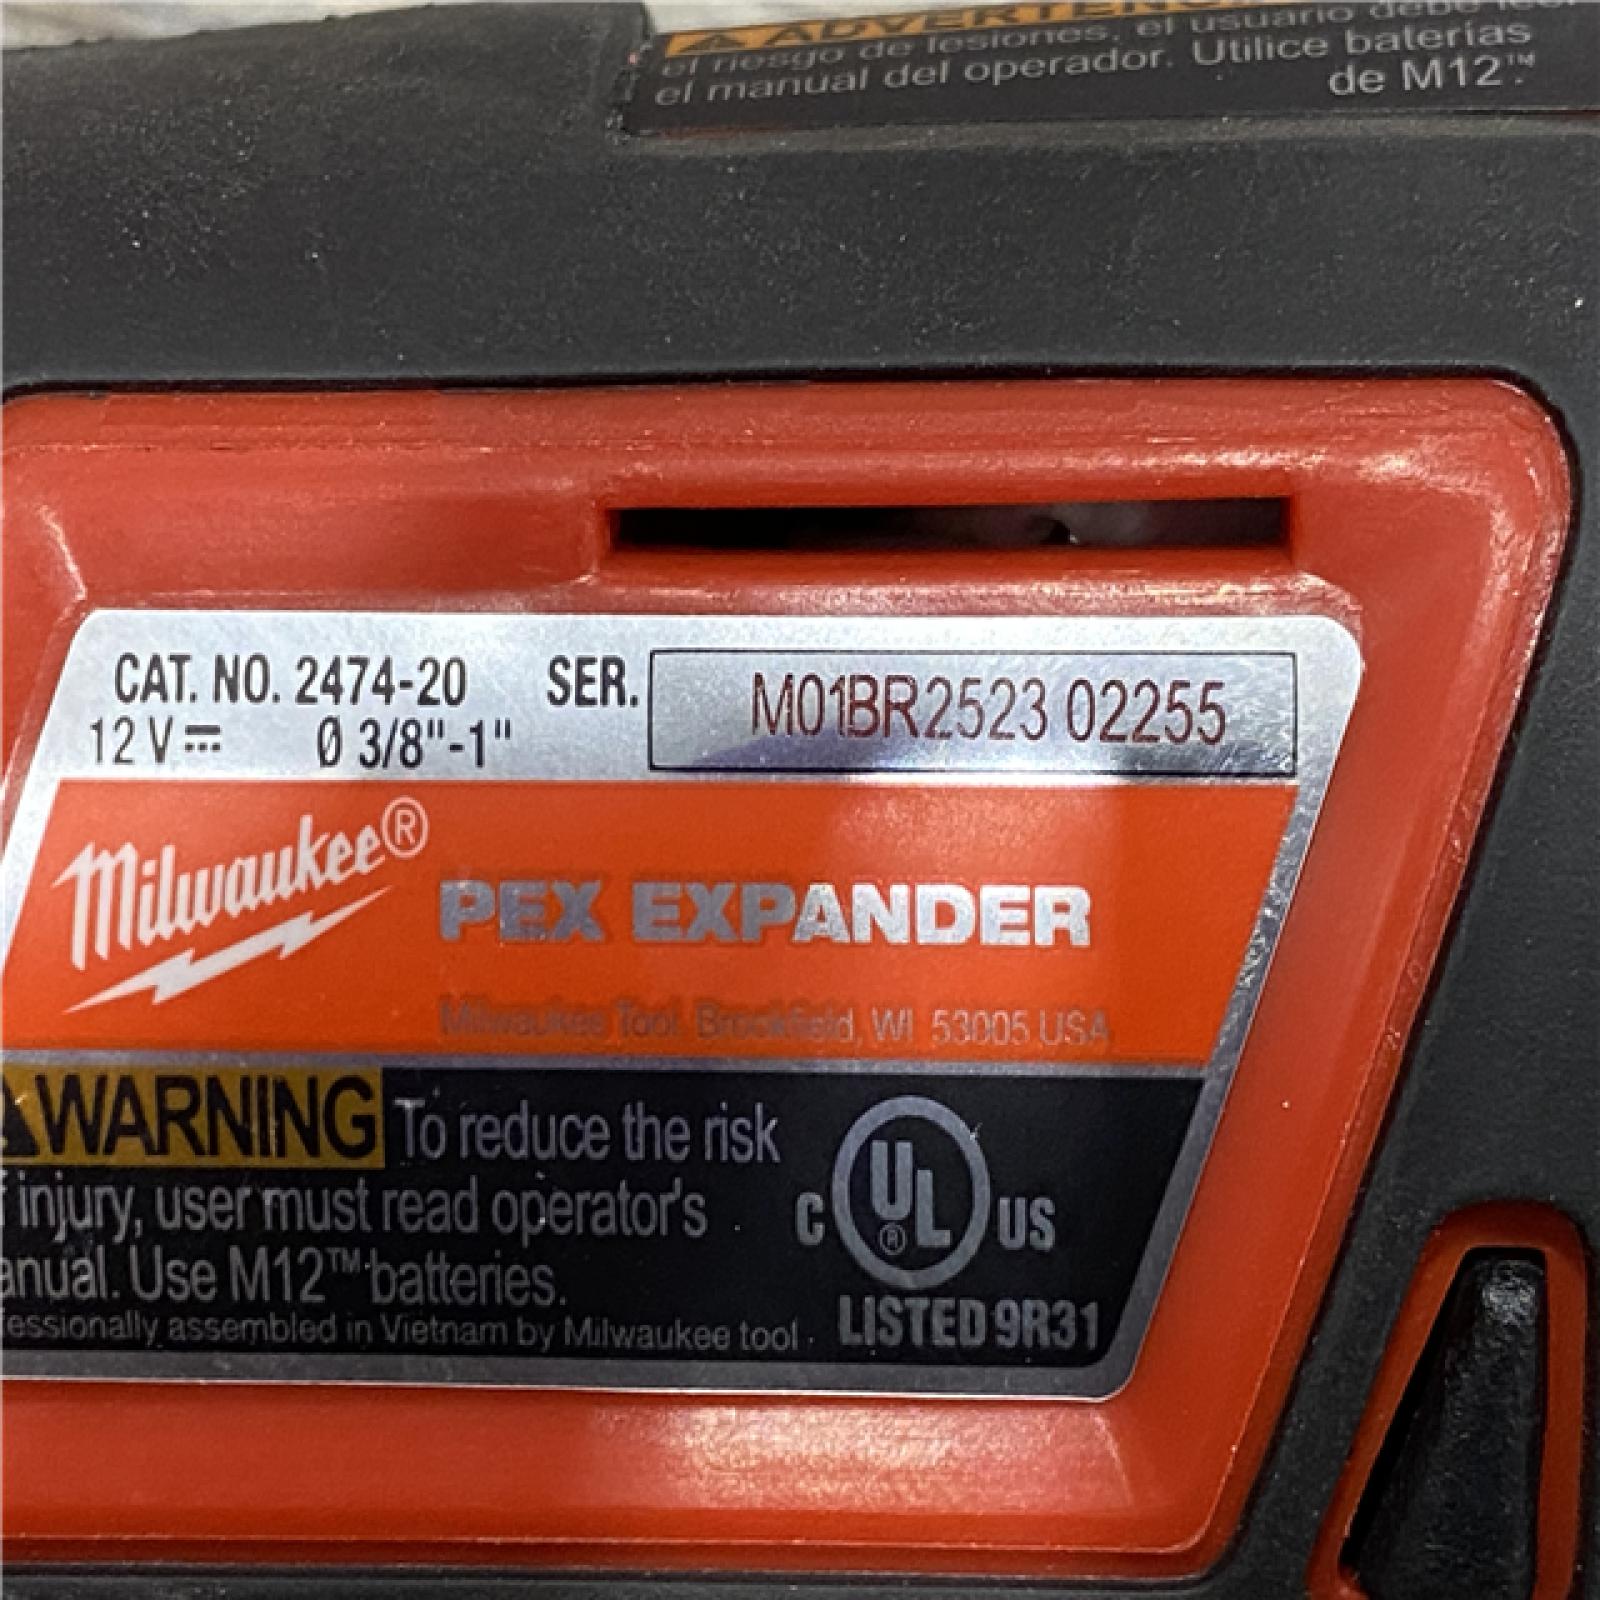 ADVERTENCIA
el riesgo de lesiones, el usuario debe leer
el manual del operador. Utilice baterías
de M12™.
CAT. NO. 2474-20 SER. M01BR2523 02255
12 V⎓ Ø 3/8"-1"
Milwaukee®
PEX EXPANDER
Milwaukee Tool, Brookfield, WI 53005 USA
WARNING To reduce the risk
injury, user must read operator's
anual. Use M12™ batteries.
essionally assembled in Vietnam by Milwaukee tool
C UL® US
LISTED 9R31